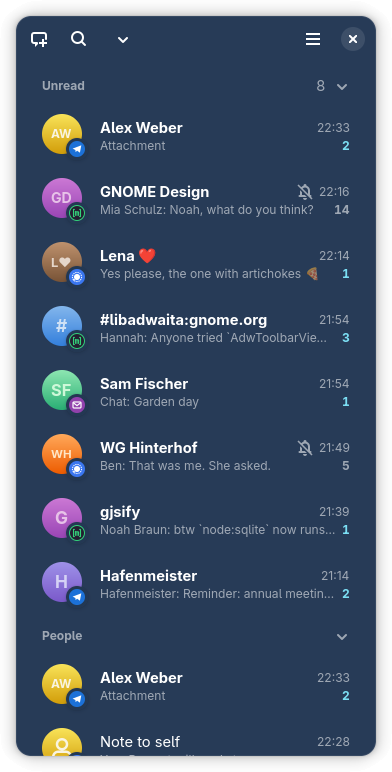 Unread 8
AW Alex Weber 22:33
Attachment 2
GD GNOME Design 22:16
[m] Mia Schulz: Noah, what do you think? 14
L❤ Lena ❤️ 22:14
Yes please, the one with artichokes 🍕 1
# #libadwaita:gnome.org 21:54
[m] Hannah: Anyone tried `AdwToolbarVie... 3
SF Sam Fischer 21:54
Chat: Garden day 1
WH WG Hinterhof 21:49
Ben: That was me. She asked. 5
G gjsify 21:39
[m] Noah Braun: btw `node:sqlite` now runs... 1
H Hafenmeister 21:14
Hafenmeister: Reminder: annual meetin... 2
People
AW Alex Weber 22:33
Attachment 2
Note to self 22:28